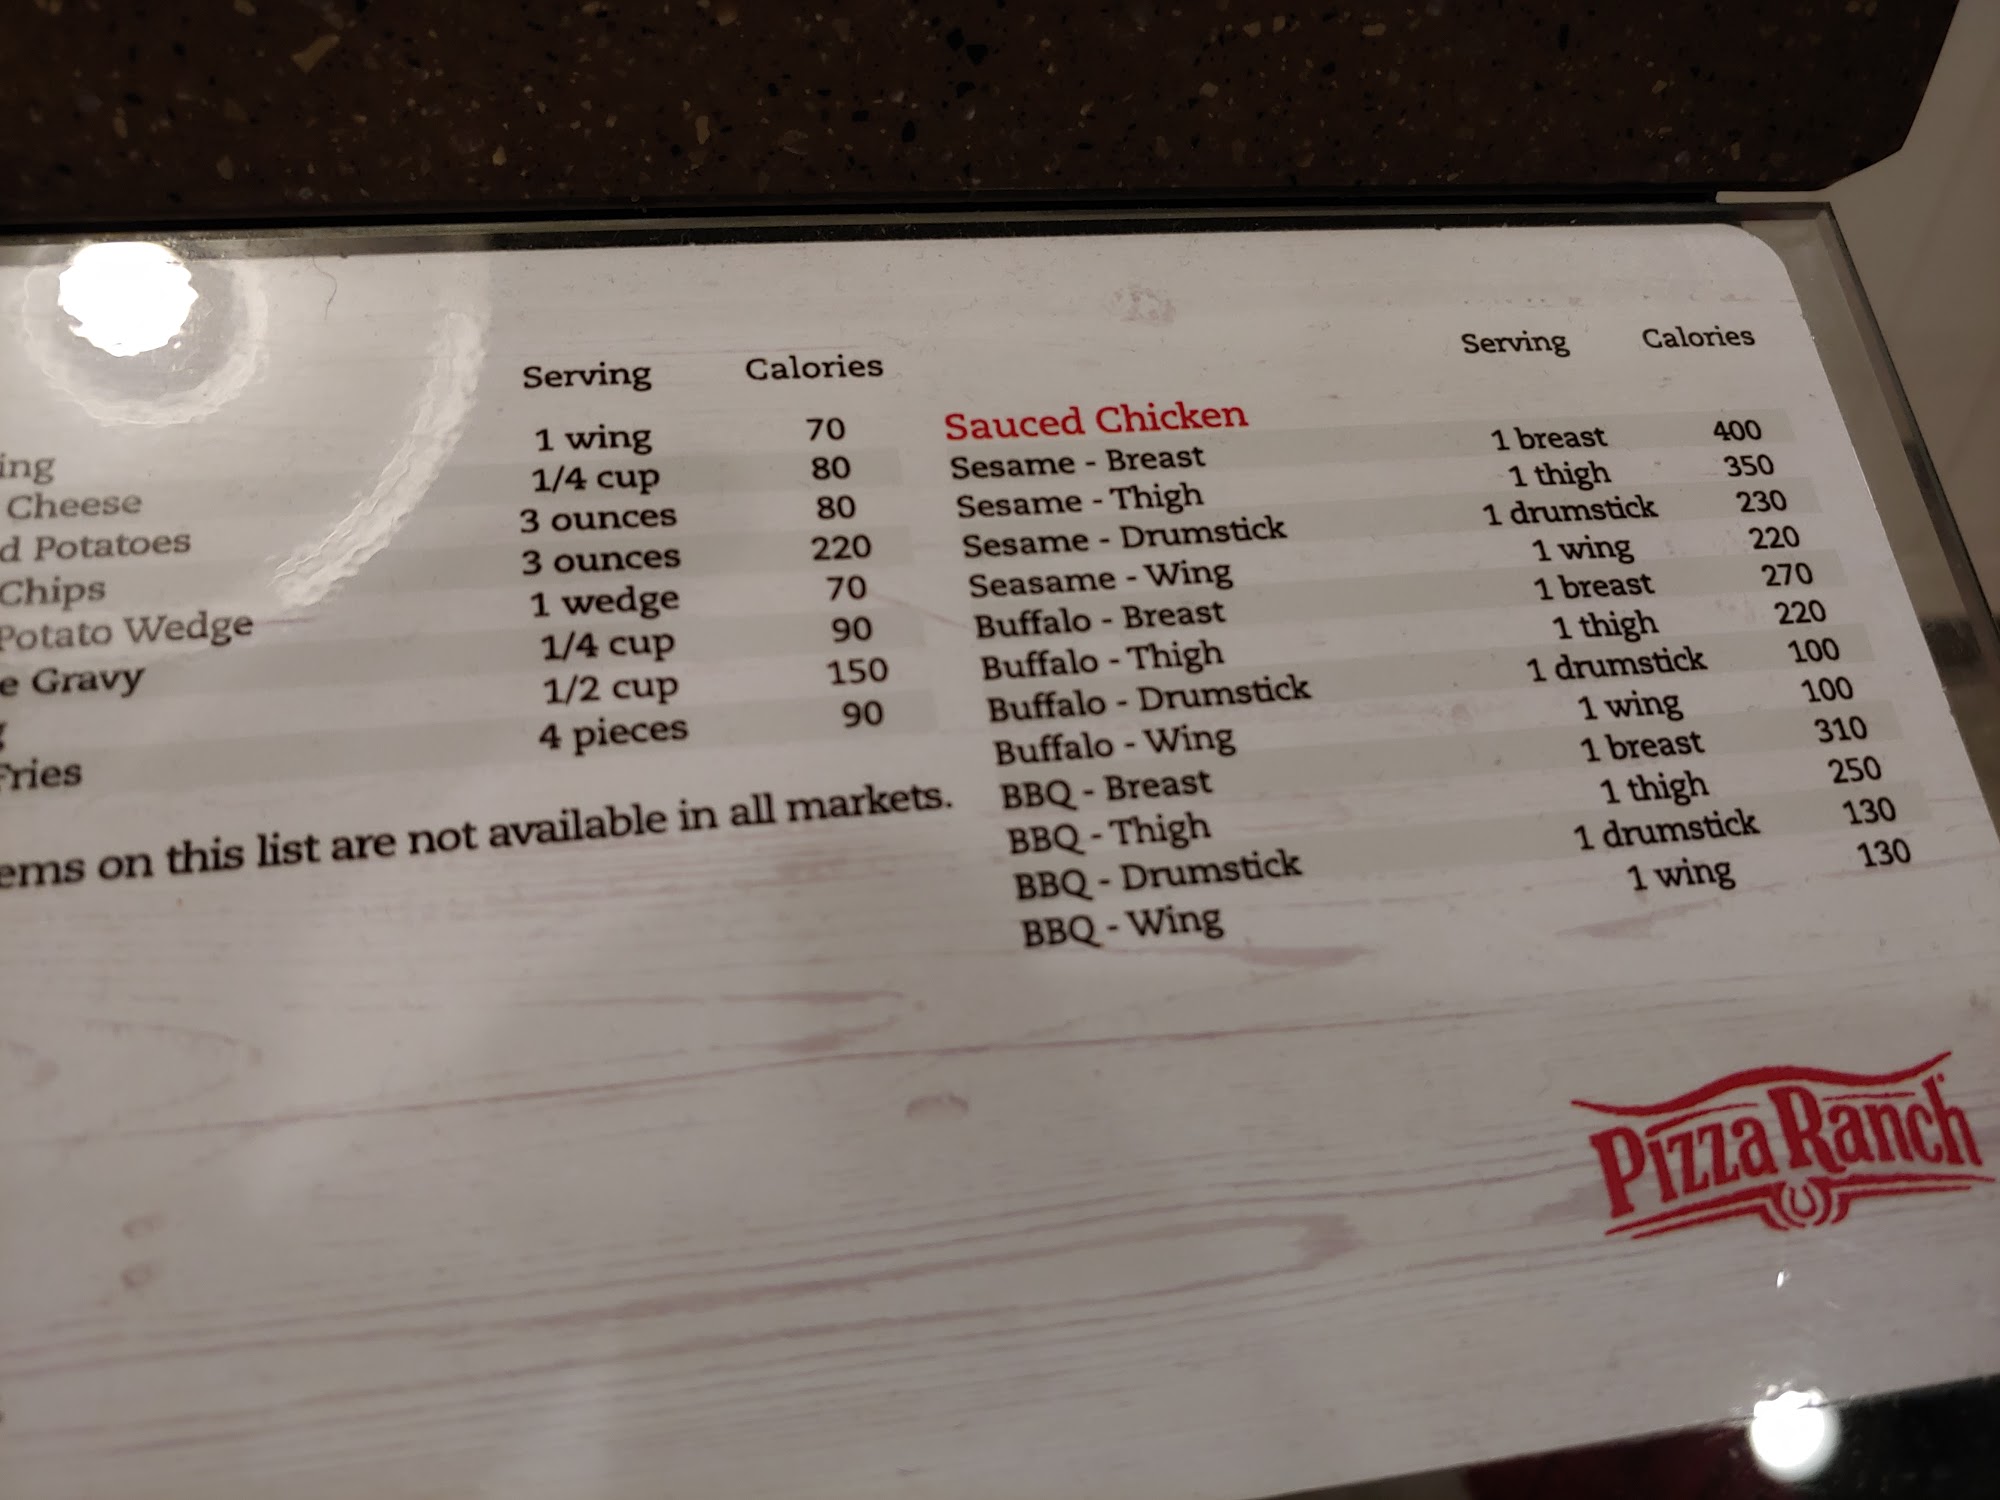 Serving Calories
ing 1 wing 70
Cheese 1/4 cup 80
d Potatoes 3 ounces 80
Chips 3 ounces 220
Potato Wedge 1 wedge 70
e Gravy 1/4 cup 90
g 1/2 cup 150
Fries 4 pieces 90
ems on this list are not available in all markets.
Serving Calories
Sauced Chicken
Sesame - Breast 1 breast 400
Sesame - Thigh 1 thigh 350
Sesame - Drumstick 1 drumstick 230
Seasame - Wing 1 wing 220
Buffalo - Breast 1 breast 270
Buffalo - Thigh 1 thigh 220
Buffalo - Drumstick 1 drumstick 100
Buffalo - Wing 1 wing 100
BBQ - Breast 1 breast 310
BBQ - Thigh 1 thigh 250
BBQ - Drumstick 1 drumstick 130
BBQ - Wing 1 wing 130
Pizza Ranch